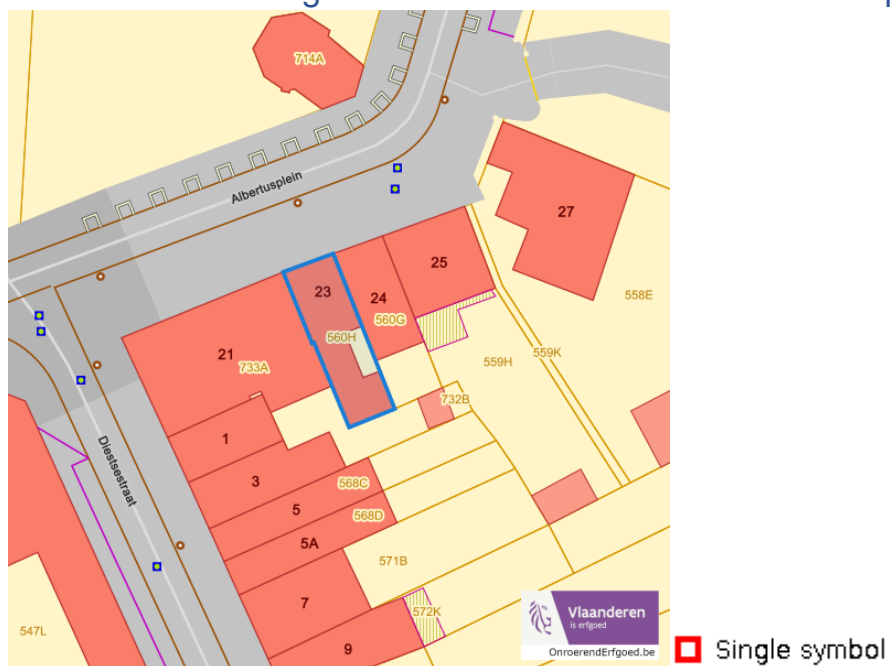 714A
Albertusplein
27
25
23
24
558E
560H
560G
21
733A
559H
559K
732B
1
3
568C
5
568D
5A
Diestsestraat
571B
7
572K
547L
9
Vlaanderen
is erfgoed
OnroerendErfgoed.be
Single symbol